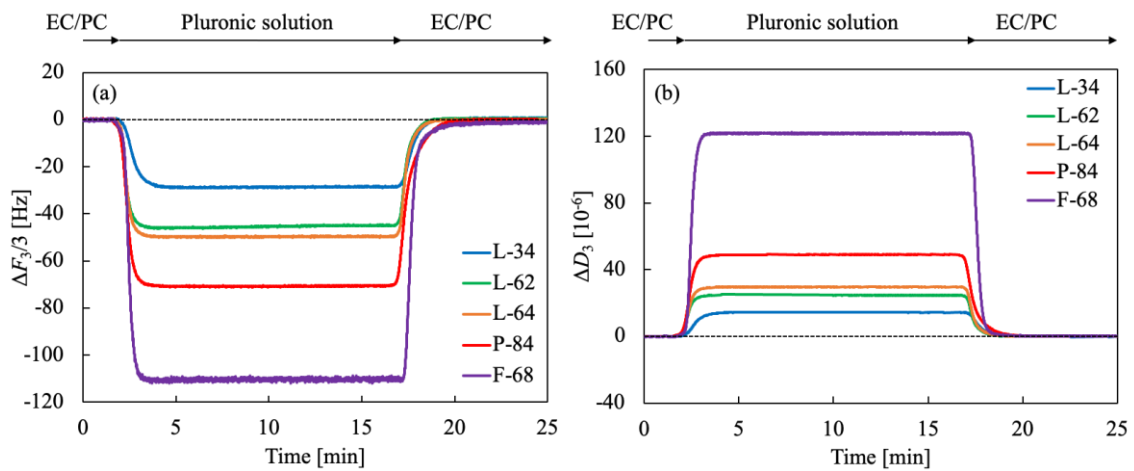 EC/PC Pluronic solution EC/PC
EC/PC Pluronic solution EC/PC
(a)
20
0
-20
-40
-60
-80
-100
-120
ΔF₃/3 [Hz]
L-34
L-62
L-64
P-84
F-68
0 5 10 15 20 25
Time [min]
(b)
160
120
80
40
0
-40
ΔD₃ [10⁻⁶]
L-34
L-62
L-64
P-84
F-68
0 5 10 15 20 25
Time [min]